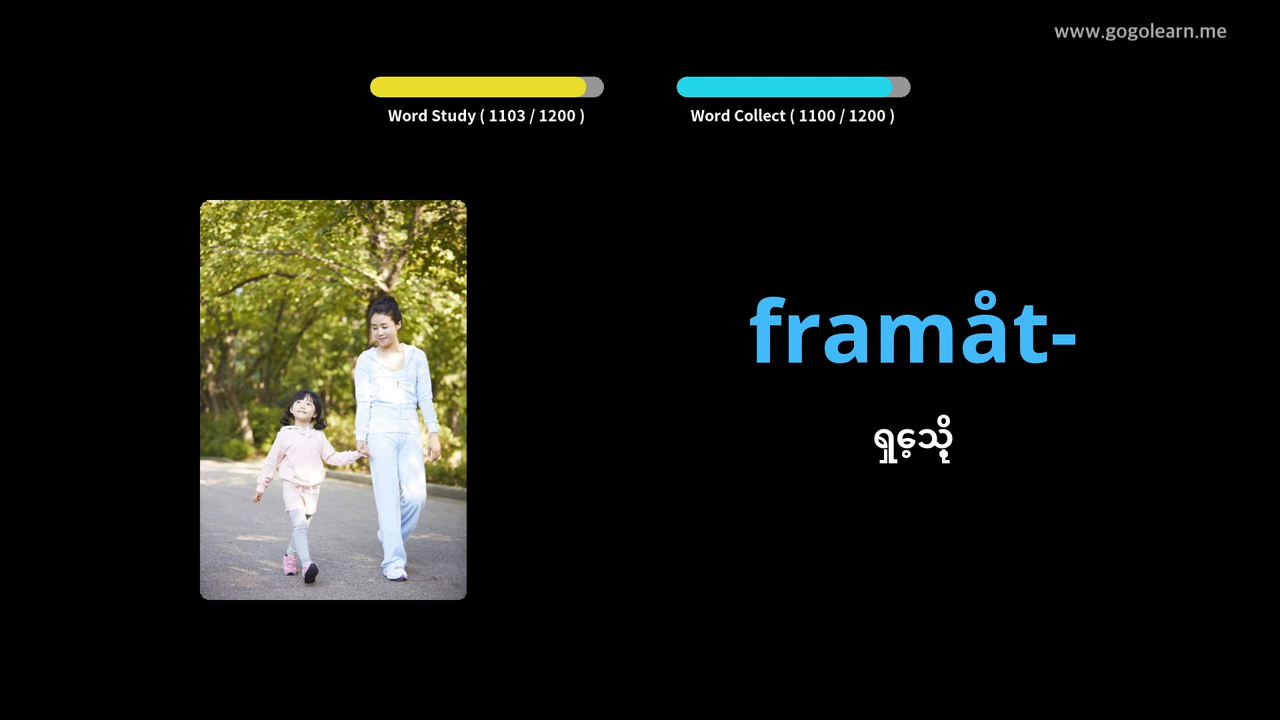 www.gogolearn.me
Word Study ( 1103 / 1200 )
Word Collect ( 1100 / 1200 )
framåt-
ရှေ့သို့